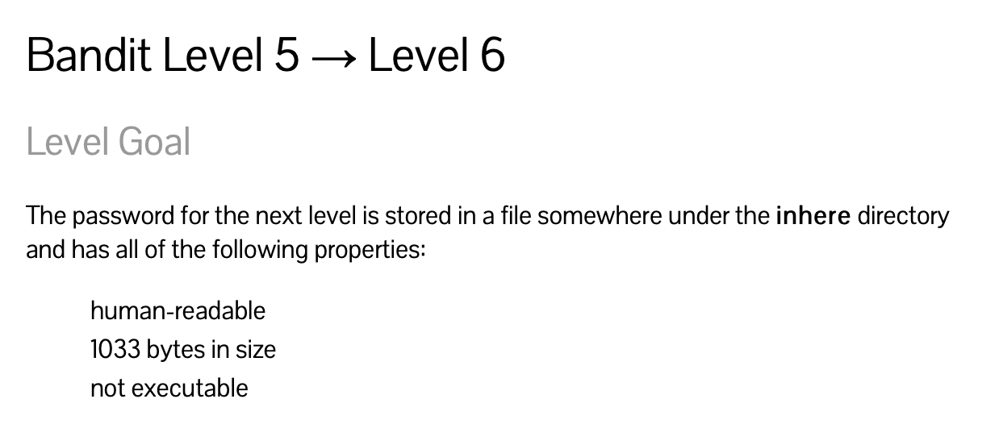 Bandit Level 5 → Level 6
Level Goal
The password for the next level is stored in a file somewhere under the inhere directory
and has all of the following properties:
human-readable
1033 bytes in size
not executable